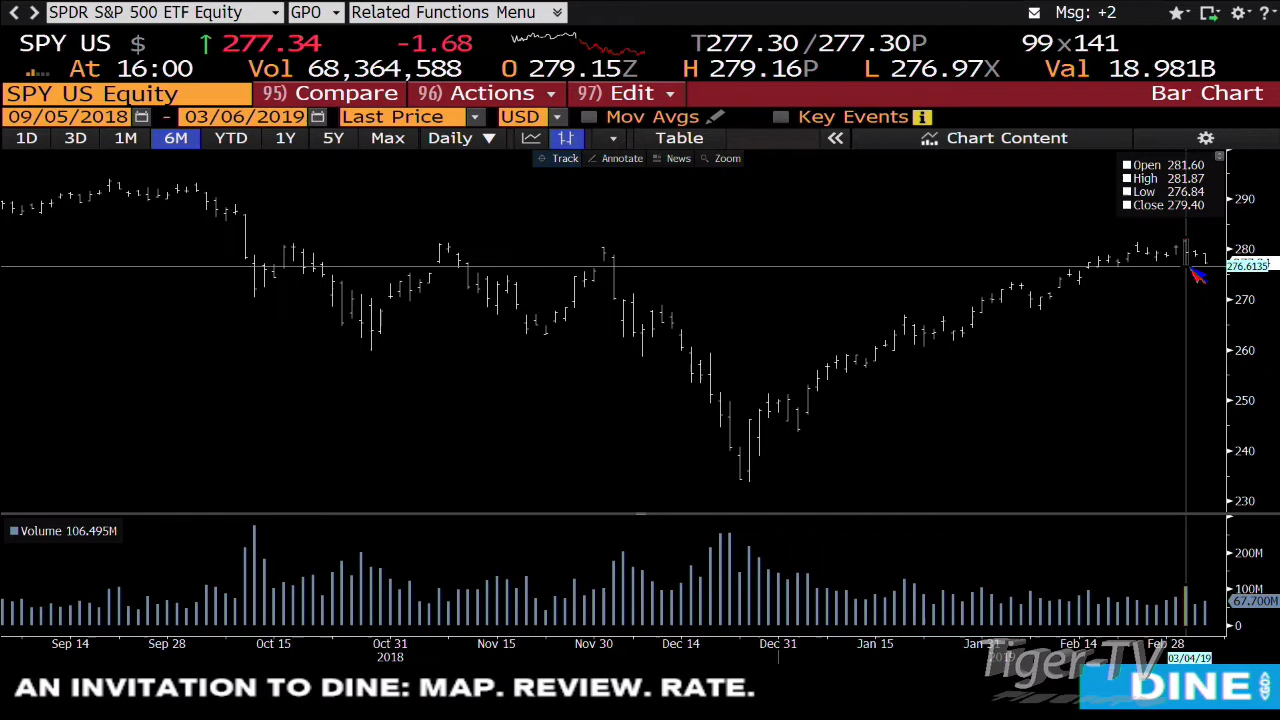 SPDR S&P 500 ETF Equity GPO Related Functions Menu Msg: +2 ?
SPY US $ ↑ 277.34 -1.68 T277.30/277.30P 99x141
At 16:00 Vol 68,364,588 O 279.15Z H 279.16P L 276.97X Val 18.981B
SPY US Equity 95) Compare 96) Actions 97) Edit Bar Chart
09/05/2018 - 03/06/2019 Last Price USD Mov Avgs Key Events i
1D 3D 1M 6M YTD 1Y 5Y Max Daily ▼ Table « Chart Content
Track Annotate News Zoom
Open 281.60
High 281.87
Low 276.84
Close 279.40
290
280
276.6135
270
260
250
240
230
Volume 106.495M
200M
100M
67.700M
0
Sep 14 Sep 28 Oct 15 Oct 31 Nov 15 Nov 30 Dec 14 Dec 31 Jan 15 Jan 31 Feb 14 Feb 28
2018 2019 03/04/19
Tiger-TV
AN INVITATION TO DINE: MAP. REVIEW. RATE.
DINE